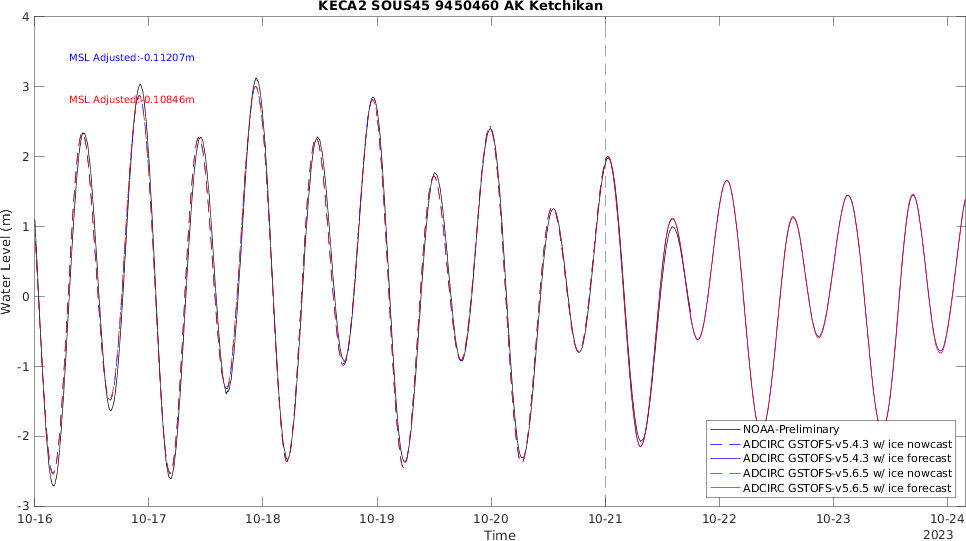 KECA2 SOUS45 9450460 AK Ketchikan
4
MSL Adjusted:-0.11207m
3
MSL Adjusted:-0.10846m
2
1
0
-1
-2
-3
Water Level (m)
NOAA-Preliminary
ADCIRC GSTOFS-v5.4.3 w/ ice nowcast
ADCIRC GSTOFS-v5.4.3 w/ ice forecast
ADCIRC GSTOFS-v5.6.5 w/ ice nowcast
ADCIRC GSTOFS-v5.6.5 w/ ice forecast
10-16 10-17 10-18 10-19 10-20 10-21 10-22 10-23 10-24
Time 2023